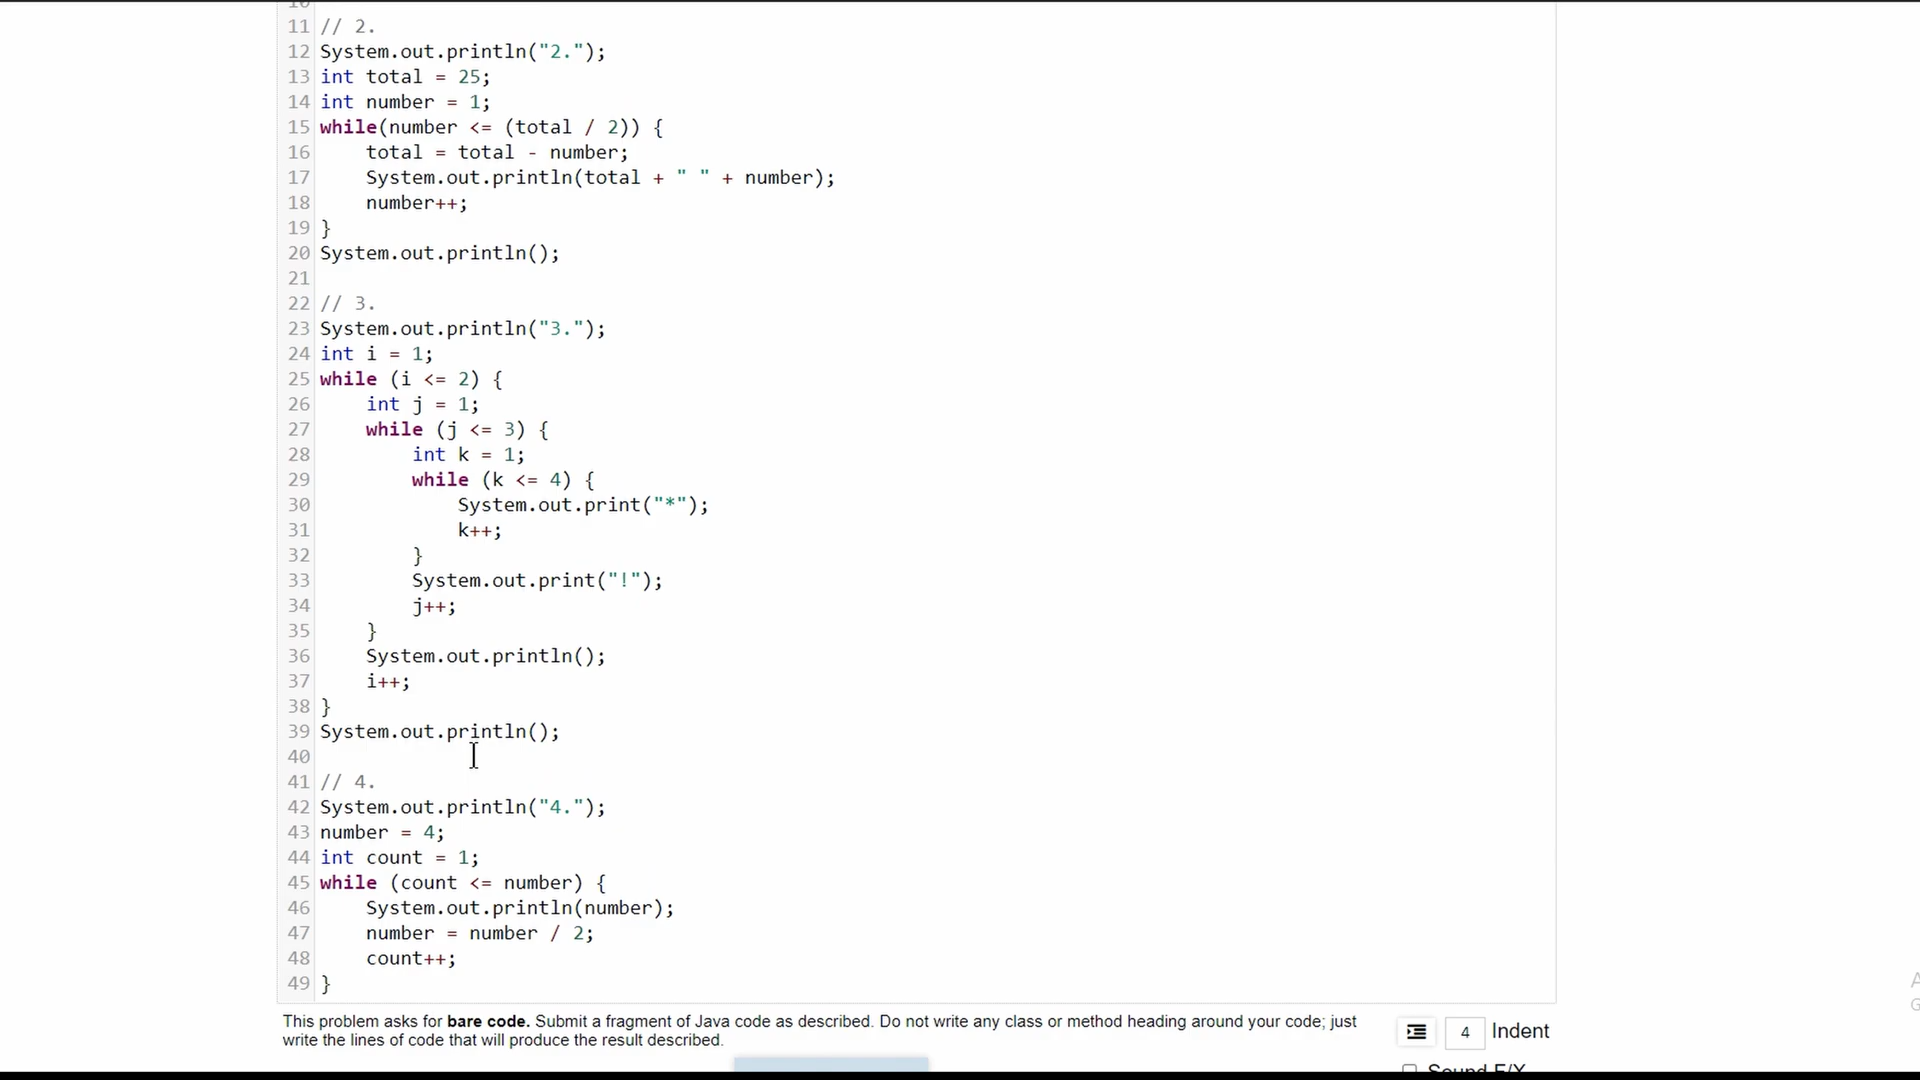 10
11 // 2.
12 System.out.println("2.");
13 int total = 25;
14 int number = 1;
15 while(number <= (total / 2)) {
16     total = total - number;
17     System.out.println(total + " " + number);
18     number++;
19 }
20 System.out.println();
21
22 // 3.
23 System.out.println("3.");
24 int i = 1;
25 while (i <= 2) {
26     int j = 1;
27     while (j <= 3) {
28         int k = 1;
29         while (k <= 4) {
30             System.out.print("*");
31             k++;
32         }
33         System.out.print("!");
34         j++;
35     }
36     System.out.println();
37     i++;
38 }
39 System.out.println();
40
41 // 4.
42 System.out.println("4.");
43 number = 4;
44 int count = 1;
45 while (count <= number) {
46     System.out.println(number);
47     number = number / 2;
48     count++;
49 }
This problem asks for bare code. Submit a fragment of Java code as described. Do not write any class or method heading around your code; just
write the lines of code that will produce the result described.
4 Indent
Sound F/X